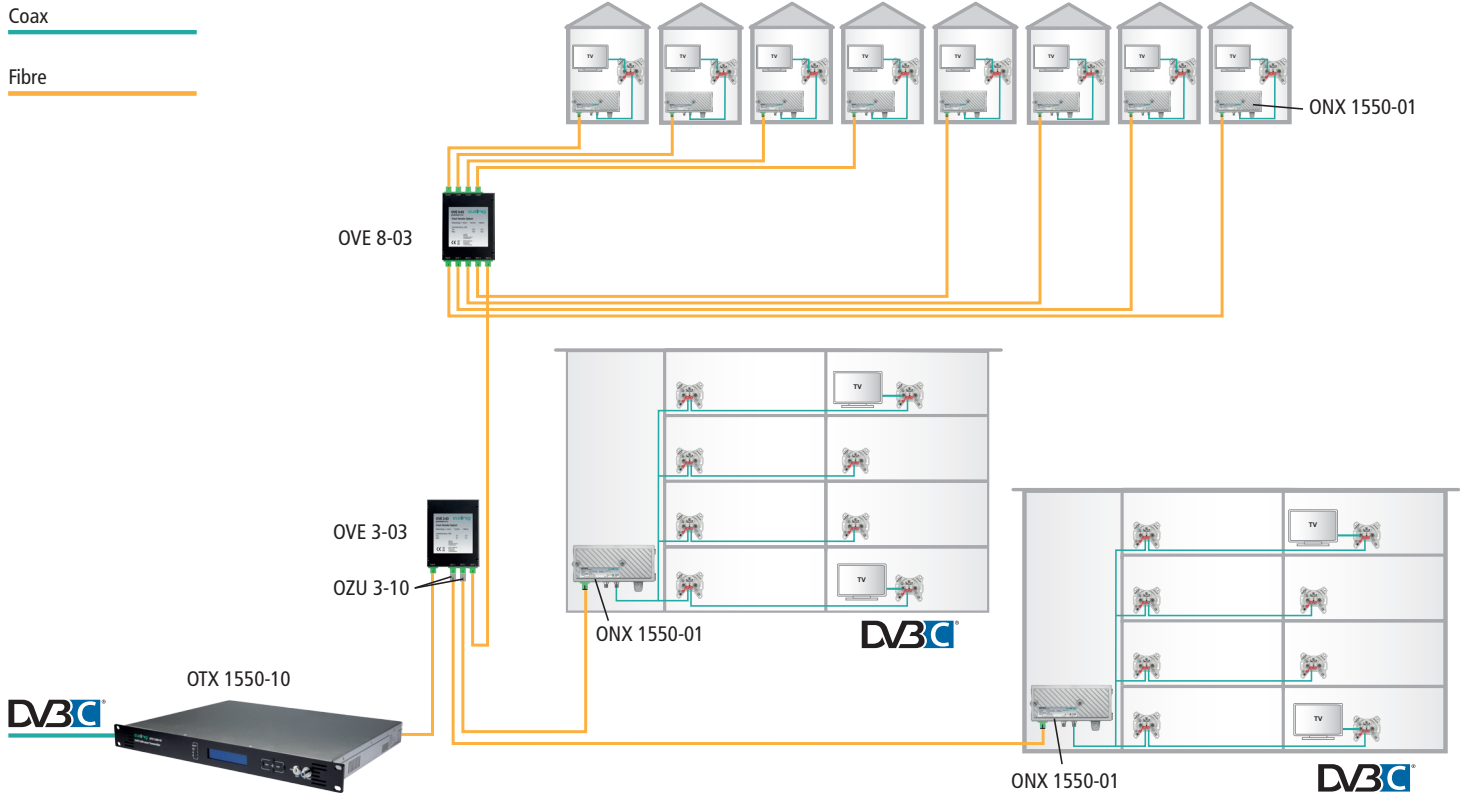 Coax
Fibre
TV TV TV TV TV TV TV TV
ONX 1550-01
OVE 8-03
TV
OVE 3-03
TV
OZU 3-10
TV
ONX 1550-01
DVB C
OTX 1550-10
DVB C
TV
ONX 1550-01
DVB C